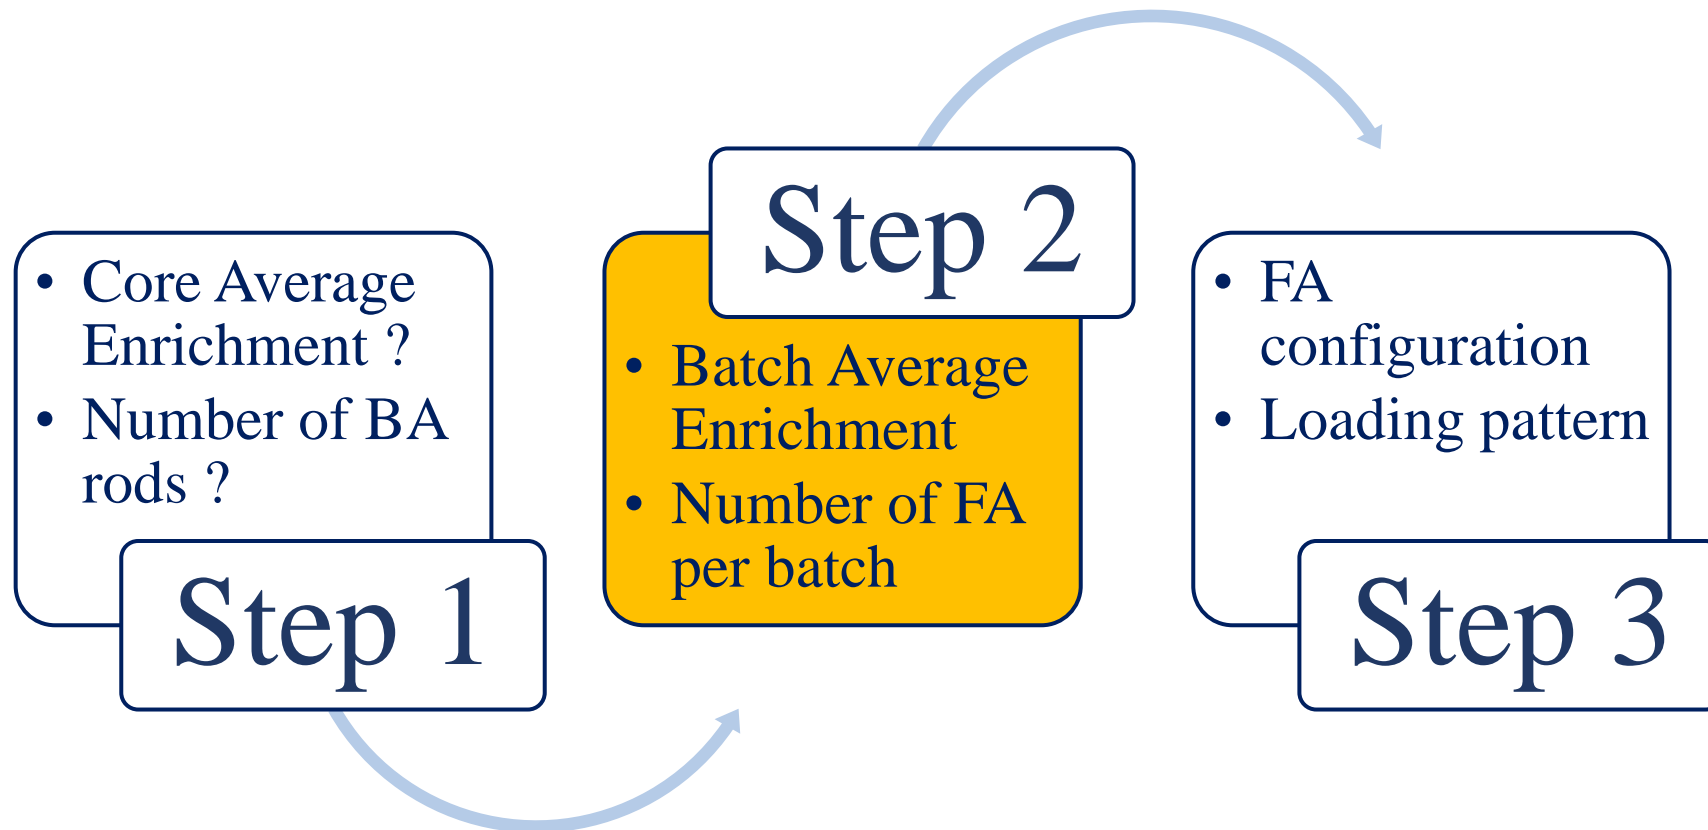 • Core Average
Enrichment ?
• Number of BA
rods ?
Step 1
Step 2
• Batch Average
Enrichment
• Number of FA
per batch
• FA
configuration
• Loading pattern
Step 3